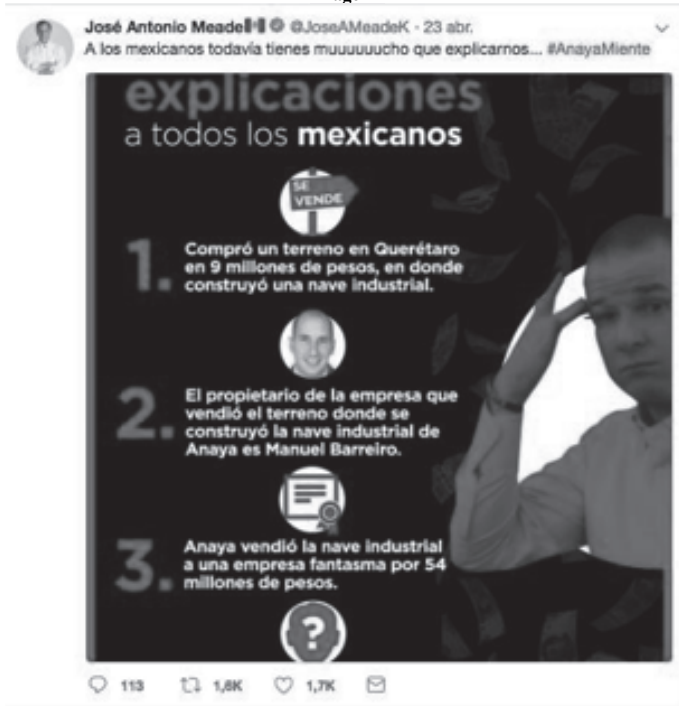 José Antonio Meade @JoseAMeadeK · 23 abr.
A los mexicanos todavía tienes muuuuuucho que explicarnos... #AnayaMiente
explicaciones
a todos los mexicanos
SE
VENDE
1. Compró un terreno en Querétaro
en 9 millones de pesos, en donde
construyó una nave industrial.
2. El propietario de la empresa que
vendió el terreno donde se
construyó la nave industrial de
Anaya es Manuel Barreiro.
3. Anaya vendió la nave industrial
a una empresa fantasma por 54
millones de pesos.
?
113 1,6K 1,7K